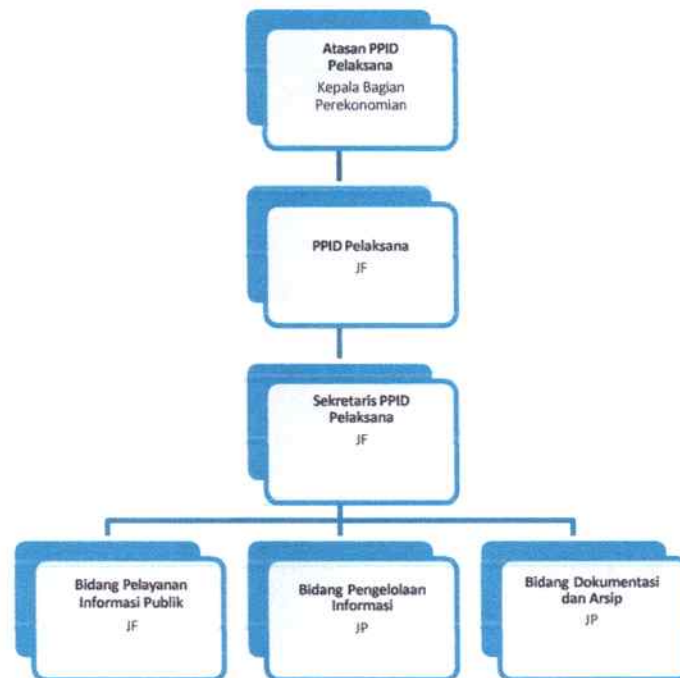 Atasan PPID
Pelaksana
Kepala Bagian
Perekonomian
PPID Pelaksana
JF
Sekretaris PPID
Pelaksana
JF
Bidang Pelayanan
Informasi Publik
JF
Bidang Pengelolaan
Informasi
JP
Bidang Dokumentasi
dan Arsip
JP